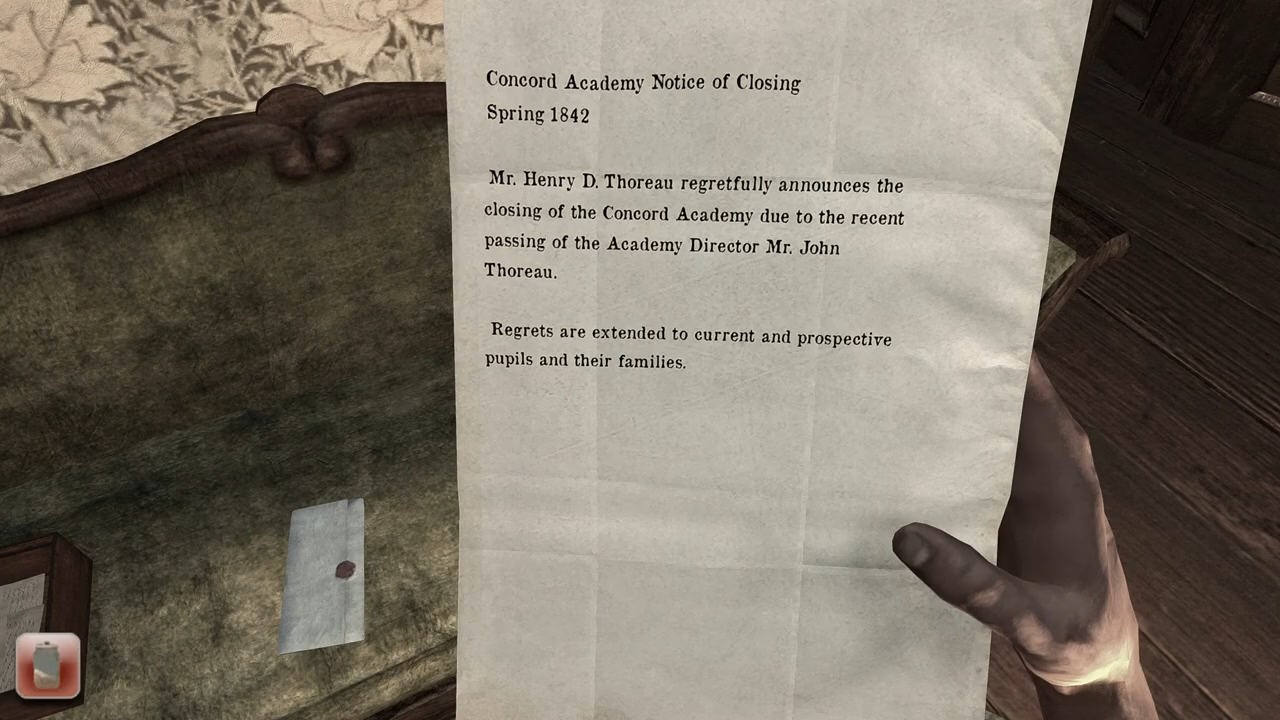 Concord Academy Notice of Closing
Spring 1842
Mr. Henry D. Thoreau regretfully announces the
closing of the Concord Academy due to the recent
passing of the Academy Director Mr. John
Thoreau.
Regrets are extended to current and prospective
pupils and their families.